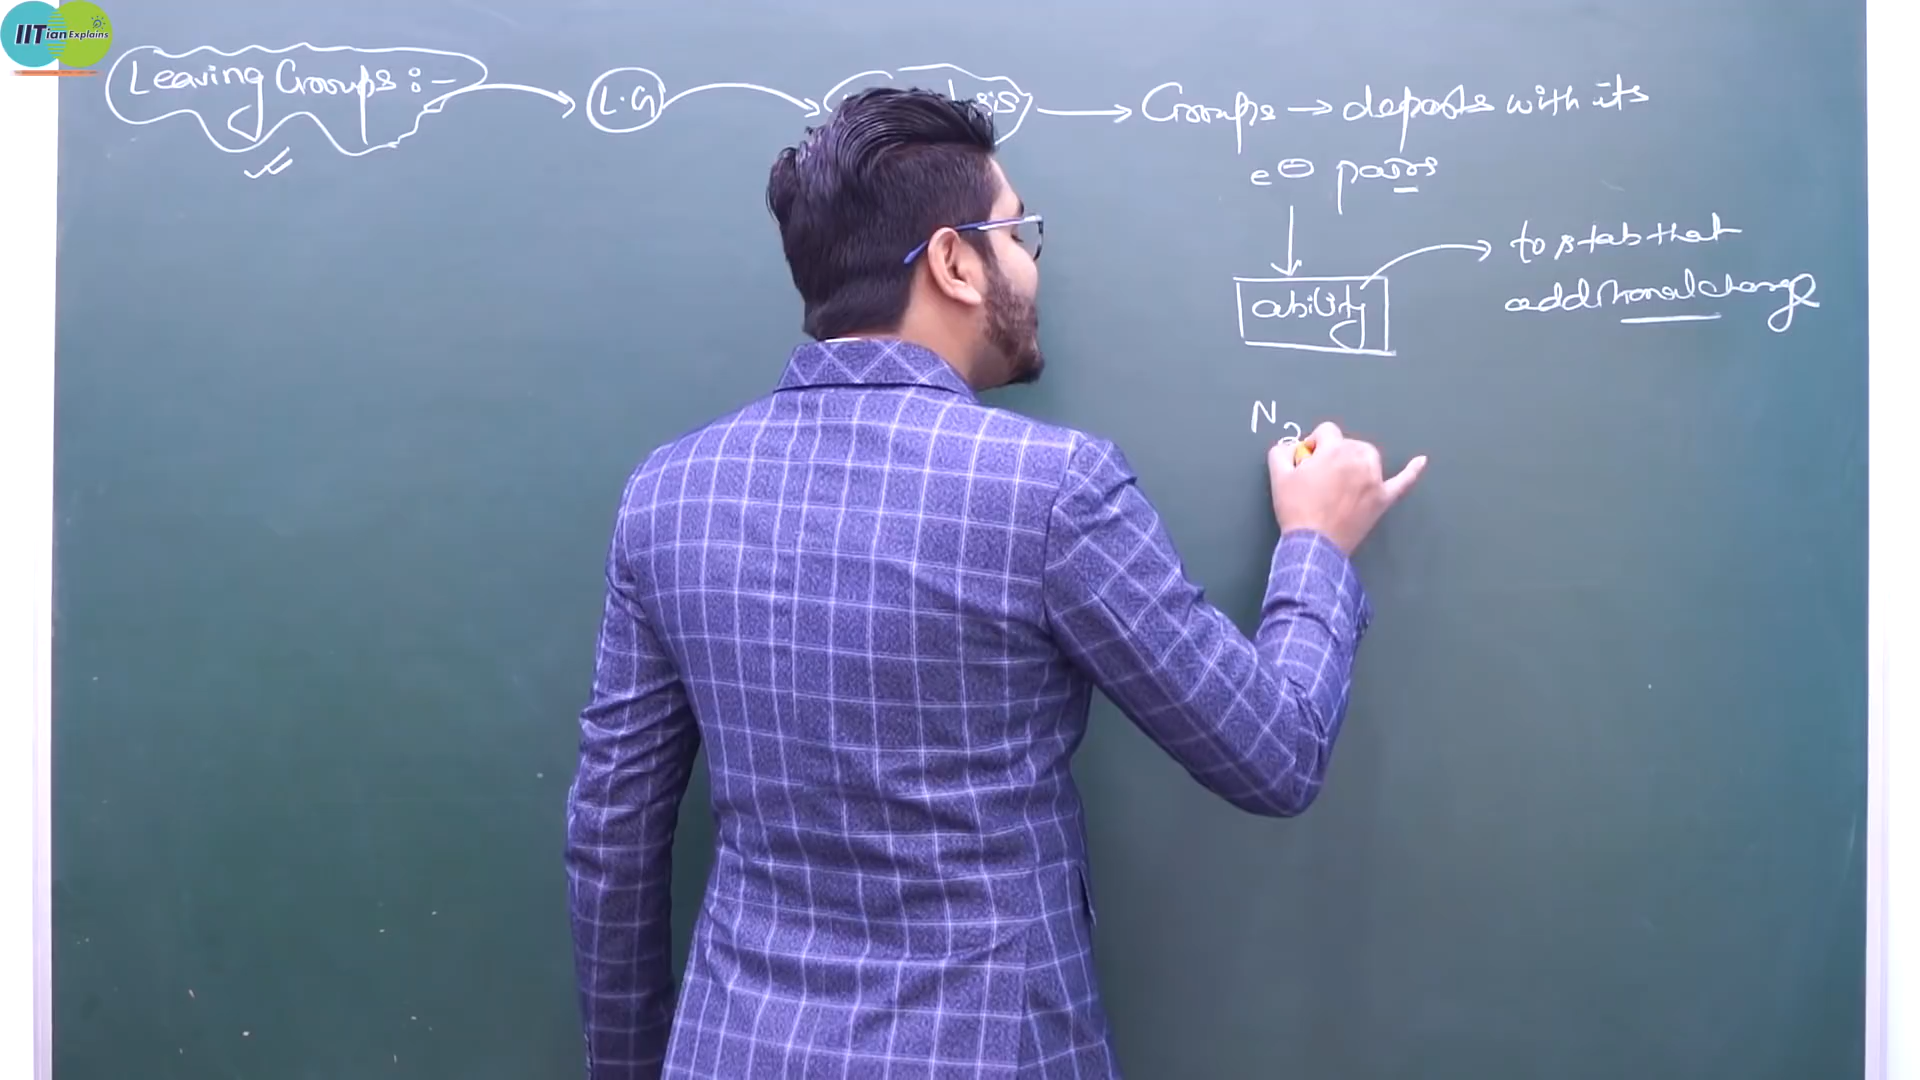 IITian Explains
Leaving Groups :- → L.G → → Groups → departs with its
e⊖ pairs
to stab that
additional charge
ability
N2